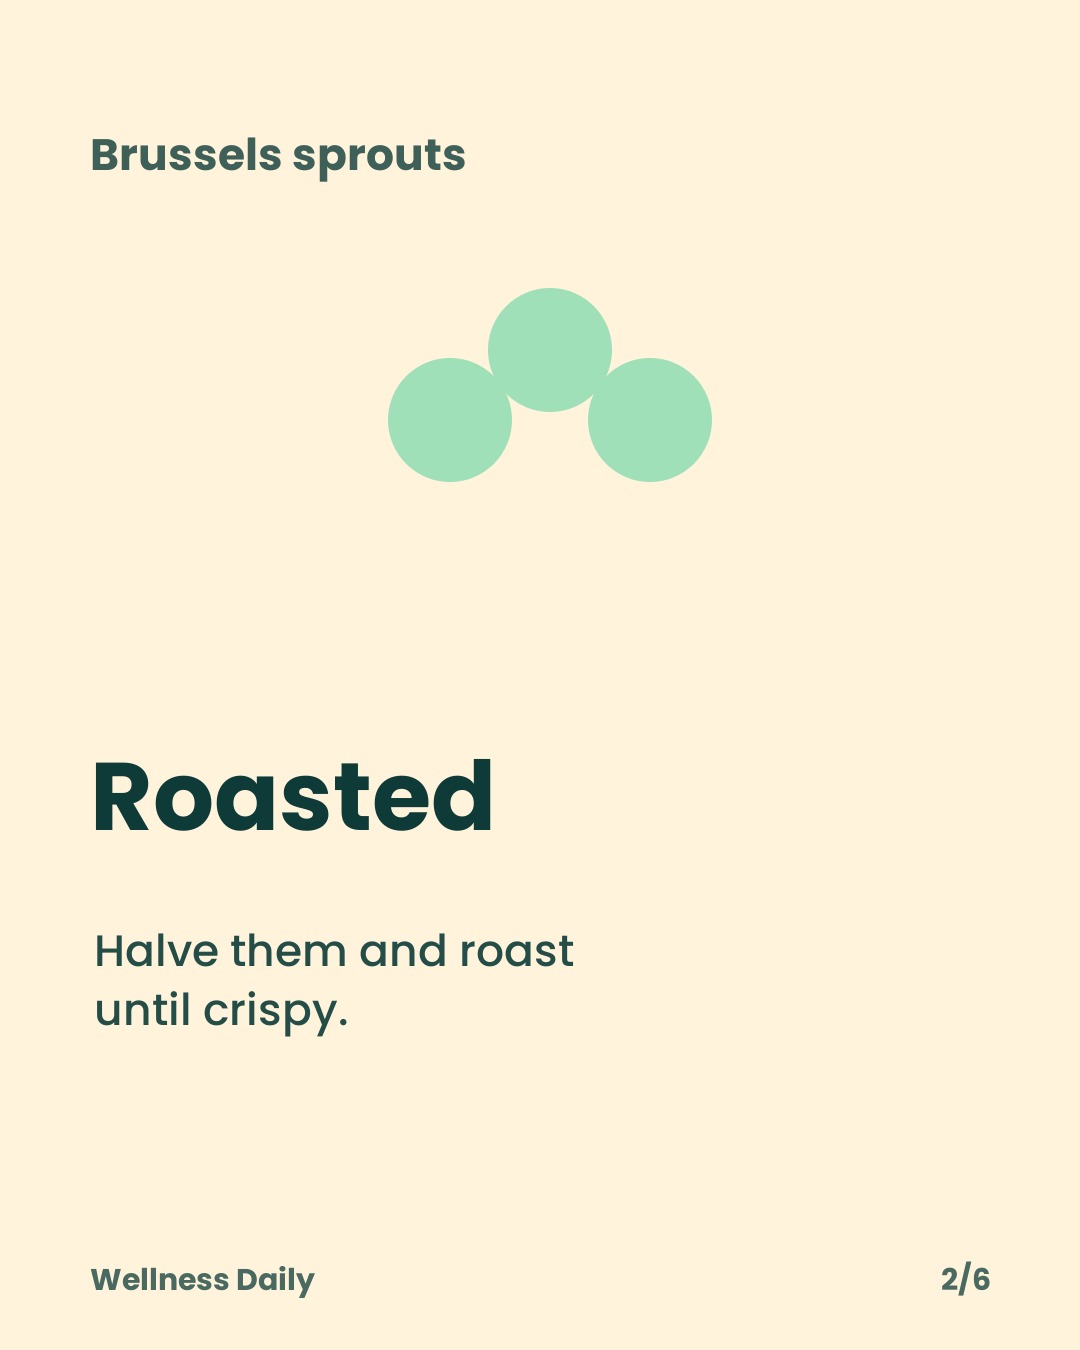 Brussels sprouts
Roasted
Halve them and roast
until crispy.
Wellness Daily
2/6